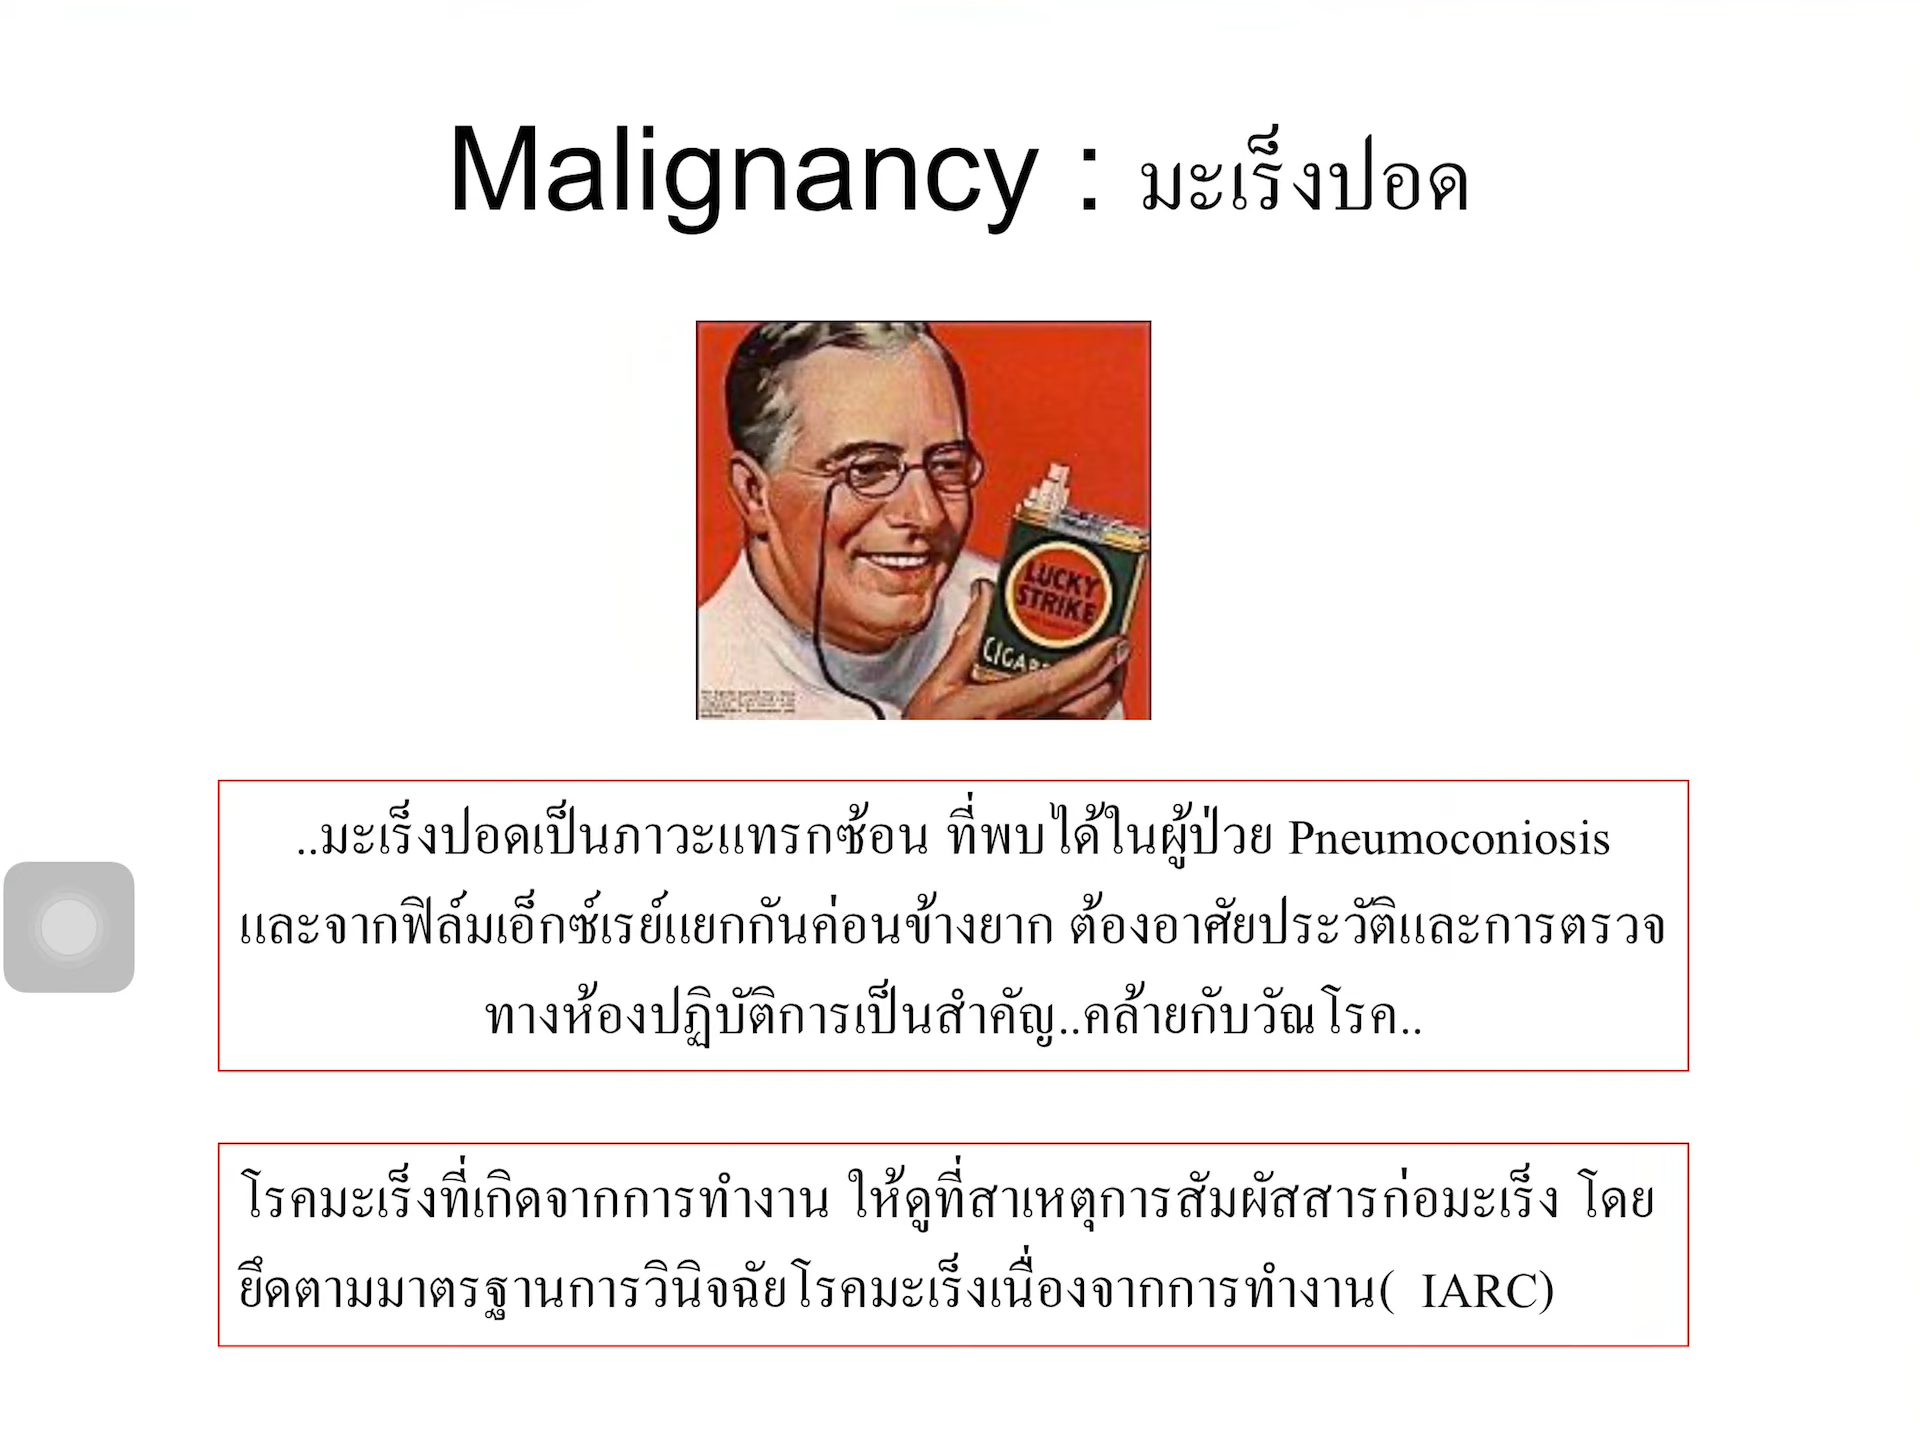 Malignancy : มะเร็งปอด
LUCKY
STRIKE
..มะเร็งปอดเป็นภาวะแทรกซ้อน ที่พบได้ในผู้ป่วย Pneumoconiosis
และจากฟิล์มเอ็กซ์เรย์แยกกันค่อนข้างยาก ต้องอาศัยประวัติและการตรวจ
ทางห้องปฏิบัติการเป็นสำคัญ..คล้ายกับวัณโรค..
โรคมะเร็งที่เกิดจากการทำงาน ให้ดูที่สาเหตุการสัมผัสสารก่อมะเร็ง โดย
ยึดตามมาตรฐานการวินิจฉัยโรคมะเร็งเนื่องจากการทำงาน( IARC)